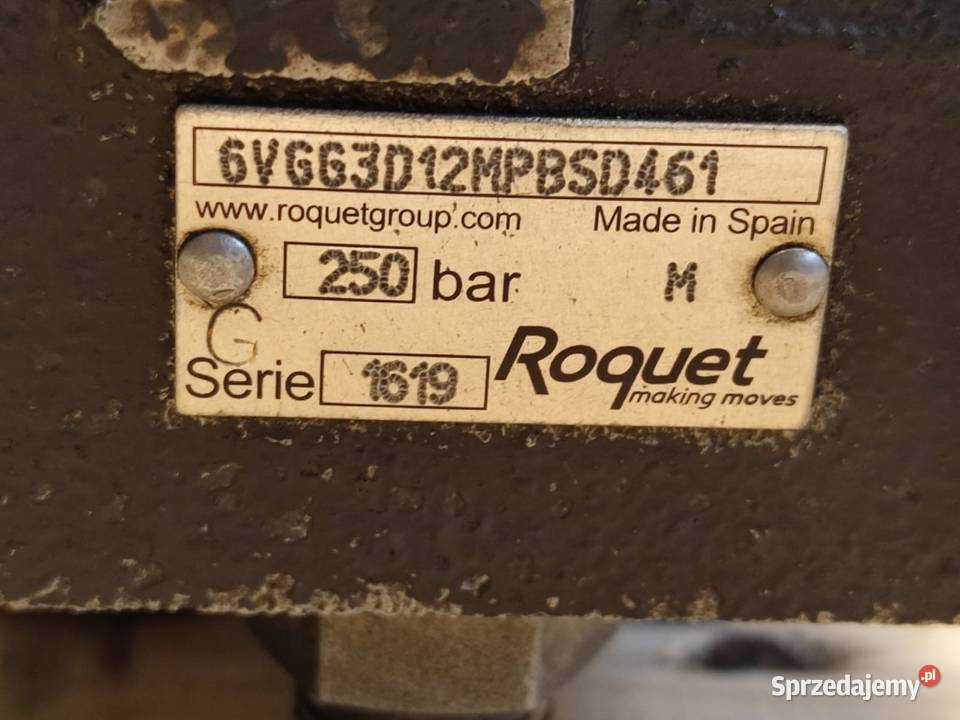 6VGG3D12MPBSD461
www.roquetgroup.com Made in Spain
250 bar M
G
Serie 1619 Roquet
making moves
Sprzedajemy.pl